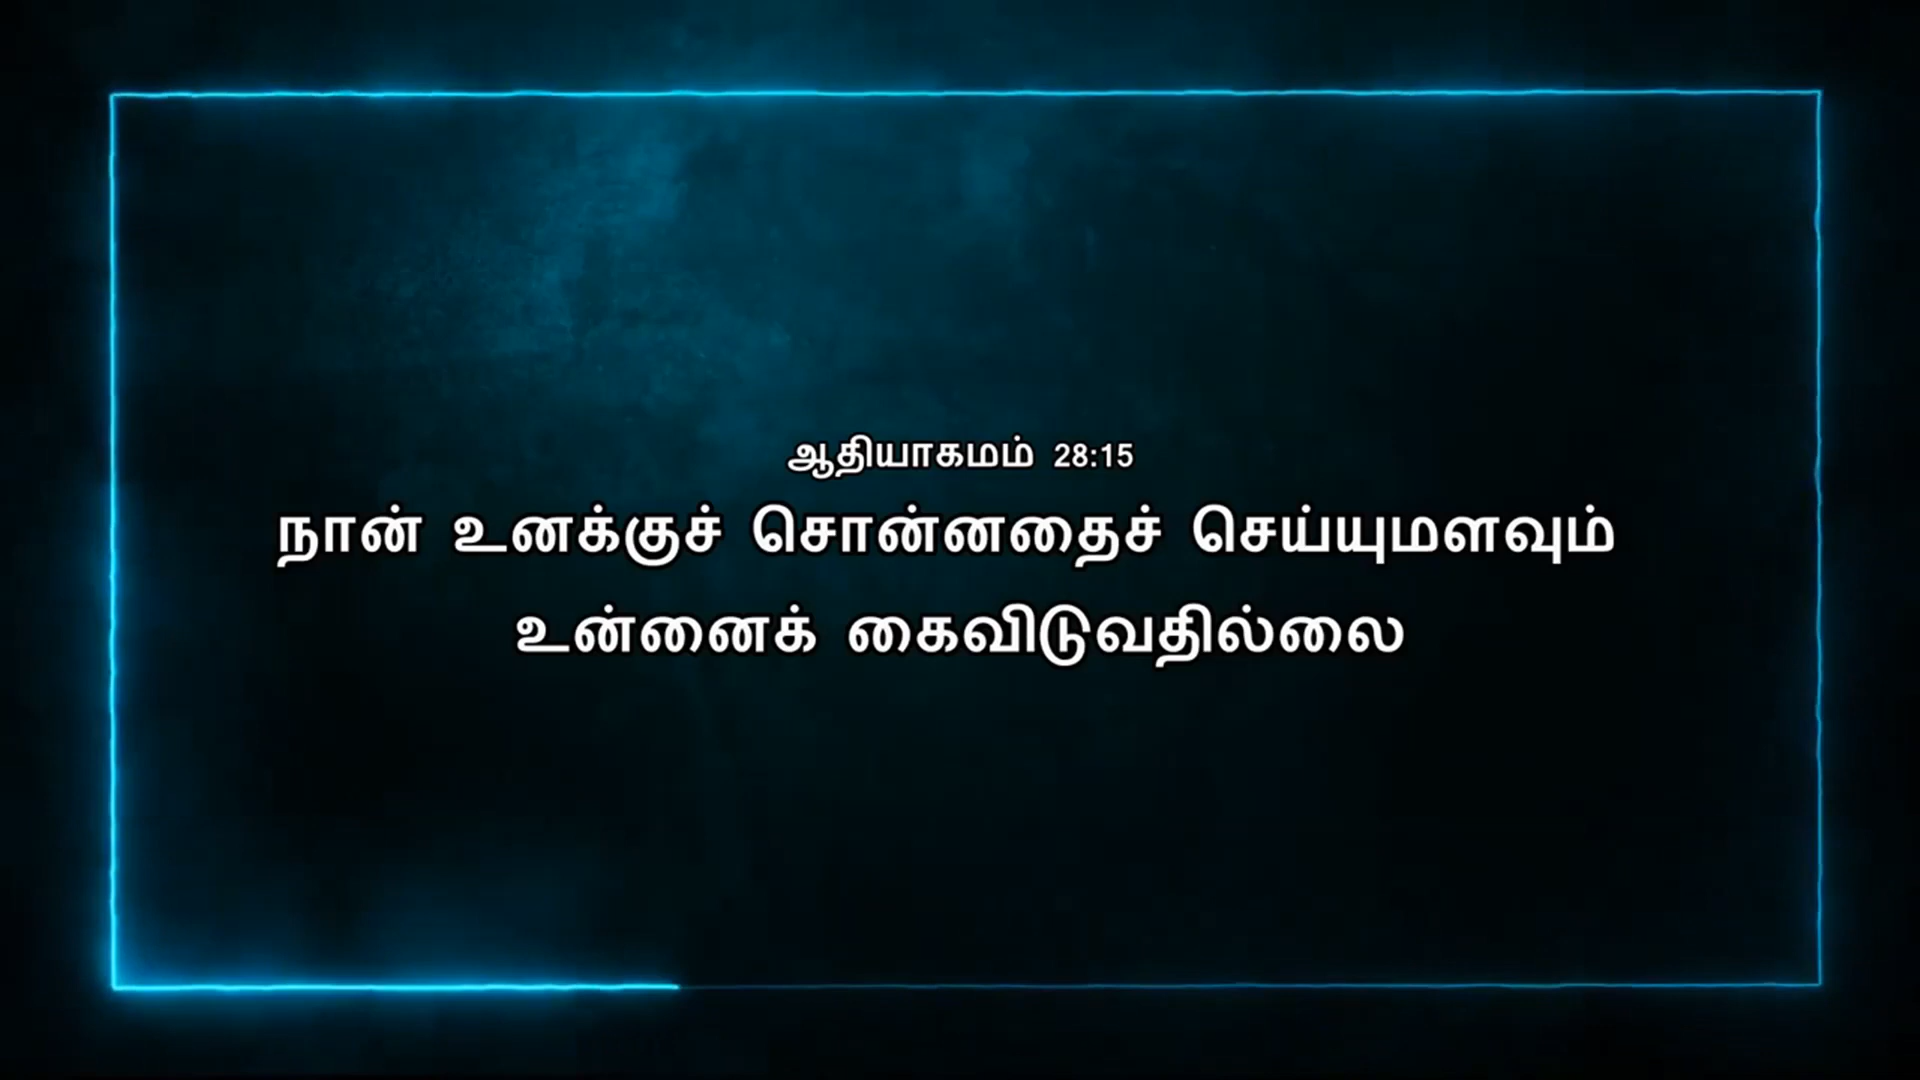 ஆதியாகமம் 28:15
நான் உனக்குச் சொன்னதைச் செய்யுமளவும்
உன்னைக் கைவிடுவதில்லை